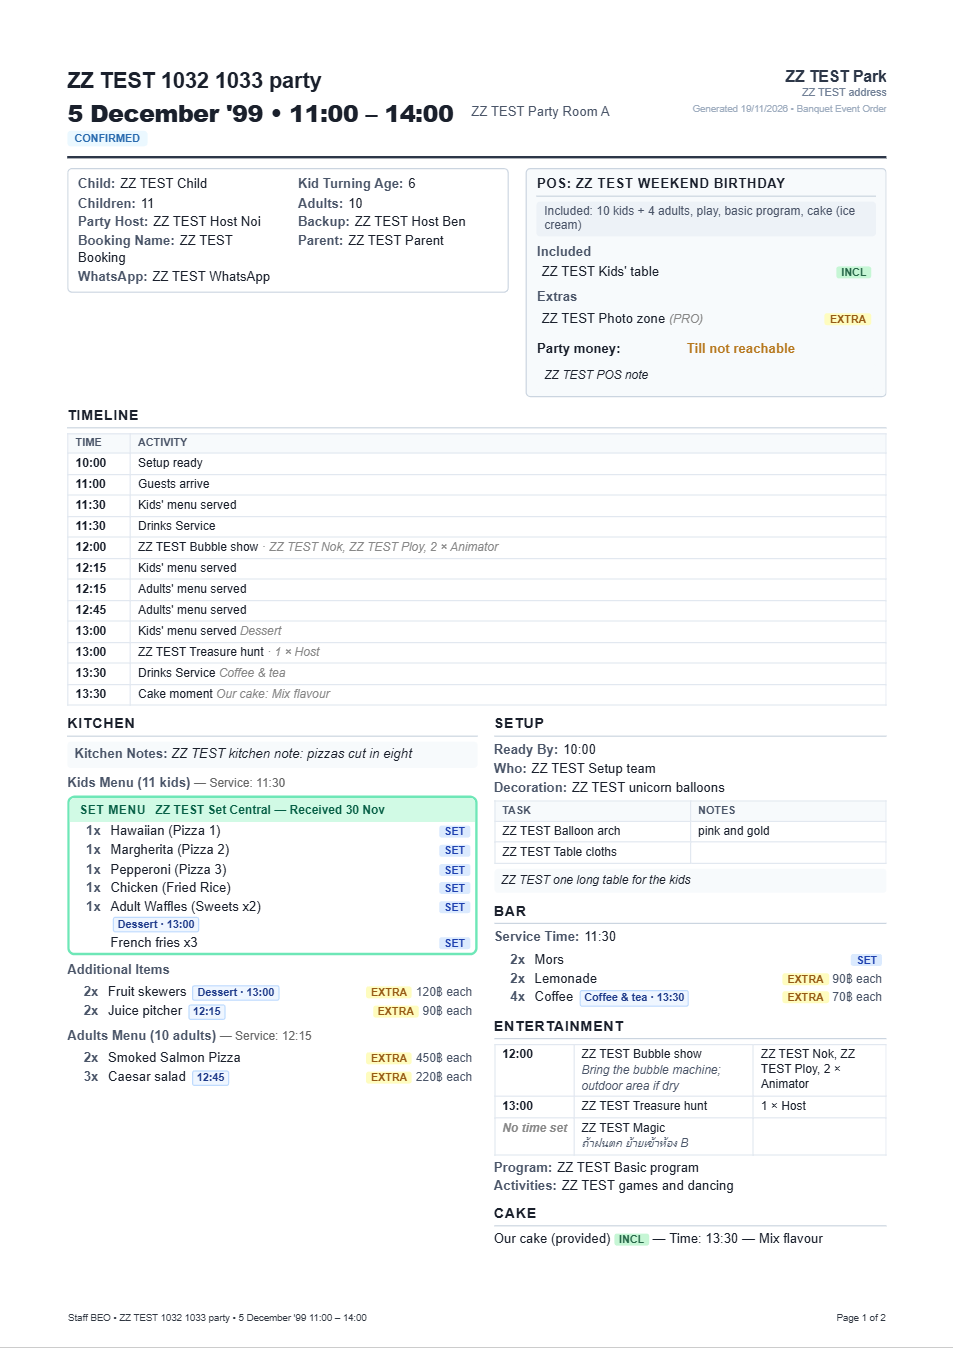 ZZ TEST 1032 1033 party
5 December '99 • 11:00 – 14:00 ZZ TEST Party Room A
CONFIRMED
ZZ TEST Park
ZZ TEST address
Generated 19/11/2026 • Banquet Event Order
Child: ZZ TEST Child
Kid Turning Age: 6
Children: 11
Adults: 10
Party Host: ZZ TEST Host Noi
Backup: ZZ TEST Host Ben
Booking Name: ZZ TEST
Booking
Parent: ZZ TEST Parent
WhatsApp: ZZ TEST WhatsApp
POS: ZZ TEST WEEKEND BIRTHDAY
Included: 10 kids + 4 adults, play, basic program, cake (ice
cream)
Included
ZZ TEST Kids' table INCL
Extras
ZZ TEST Photo zone (PRO) EXTRA
Party money: Till not reachable
ZZ TEST POS note
TIMELINE
TIME ACTIVITY
10:00 Setup ready
11:00 Guests arrive
11:30 Kids' menu served
11:30 Drinks Service
12:00 ZZ TEST Bubble show · ZZ TEST Nok, ZZ TEST Ploy, 2 × Animator
12:15 Kids' menu served
12:15 Adults' menu served
12:45 Adults' menu served
13:00 Kids' menu served Dessert
13:00 ZZ TEST Treasure hunt · 1 × Host
13:30 Drinks Service Coffee & tea
13:30 Cake moment Our cake: Mix flavour
KITCHEN
Kitchen Notes: ZZ TEST kitchen note: pizzas cut in eight
Kids Menu (11 kids) — Service: 11:30
SET MENU ZZ TEST Set Central — Received 30 Nov
1x Hawaiian (Pizza 1) SET
1x Margherita (Pizza 2) SET
1x Pepperoni (Pizza 3) SET
1x Chicken (Fried Rice) SET
1x Adult Waffles (Sweets x2) SET
Dessert · 13:00
French fries x3 SET
Additional Items
2x Fruit skewers Dessert · 13:00 EXTRA 120฿ each
2x Juice pitcher 12:15 EXTRA 90฿ each
Adults Menu (10 adults) — Service: 12:15
2x Smoked Salmon Pizza EXTRA 450฿ each
3x Caesar salad 12:45 EXTRA 220฿ each
SETUP
Ready By: 10:00
Who: ZZ TEST Setup team
Decoration: ZZ TEST unicorn balloons
TASK NOTES
ZZ TEST Balloon arch pink and gold
ZZ TEST Table cloths
ZZ TEST one long table for the kids
BAR
Service Time: 11:30
2x Mors SET
2x Lemonade EXTRA 90฿ each
4x Coffee Coffee & tea · 13:30 EXTRA 70฿ each
ENTERTAINMENT
12:00 ZZ TEST Bubble show ZZ TEST Nok, ZZ
Bring the bubble machine; TEST Ploy, 2 ×
outdoor area if dry Animator
13:00 ZZ TEST Treasure hunt 1 × Host
No time set ZZ TEST Magic
ถ้าฝนตก ย้ายเข้าห้อง B
Program: ZZ TEST Basic program
Activities: ZZ TEST games and dancing
CAKE
Our cake (provided) INCL — Time: 13:30 — Mix flavour
Staff BEO • ZZ TEST 1032 1033 party • 5 December '99 11:00 – 14:00
Page 1 of 2